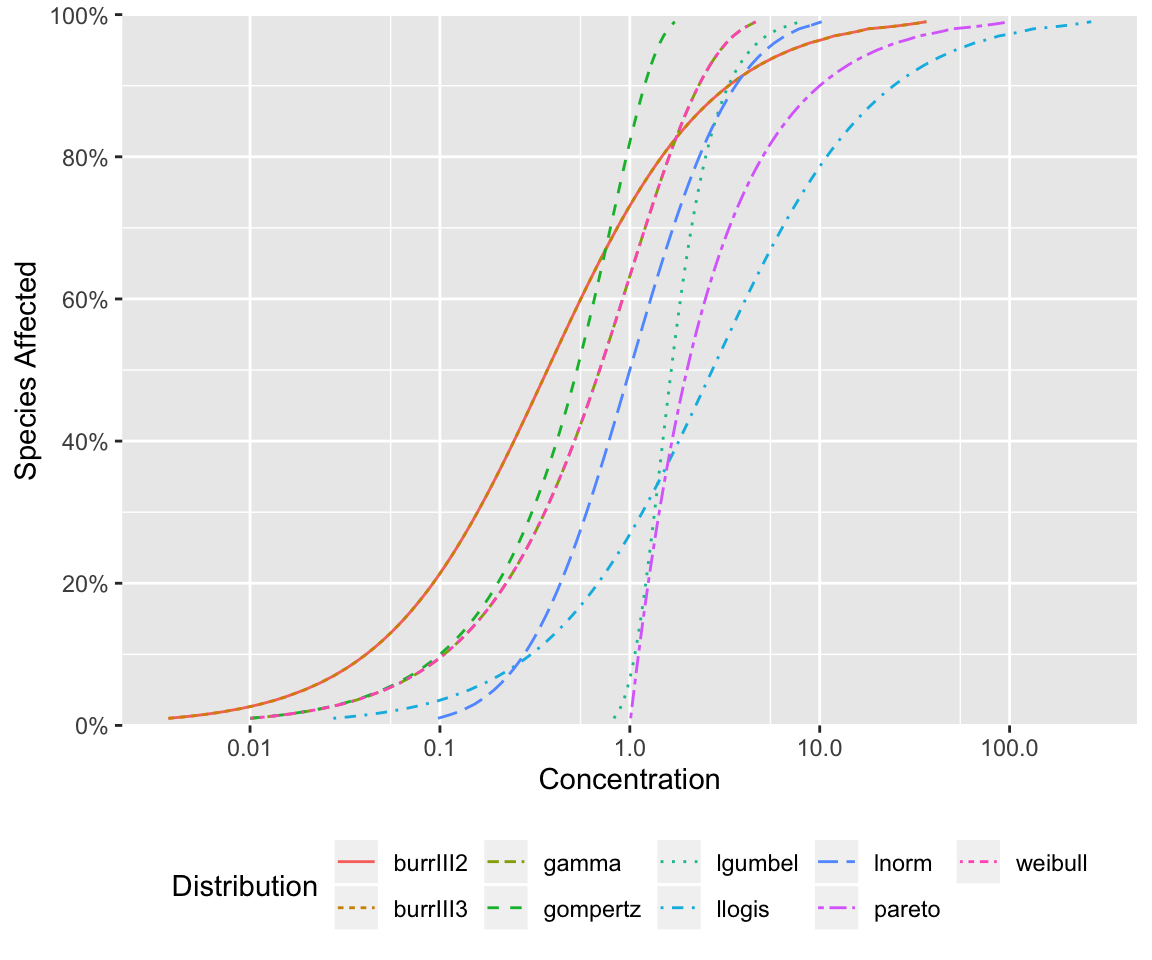 100%
80%
60%
40%
20%
0%
Species Affected
0.01 0.1 1.0 10.0 100.0
Concentration
Distribution
burrIII2 gamma lgumbel lnorm weibull
burrIII3 gompertz llogis pareto